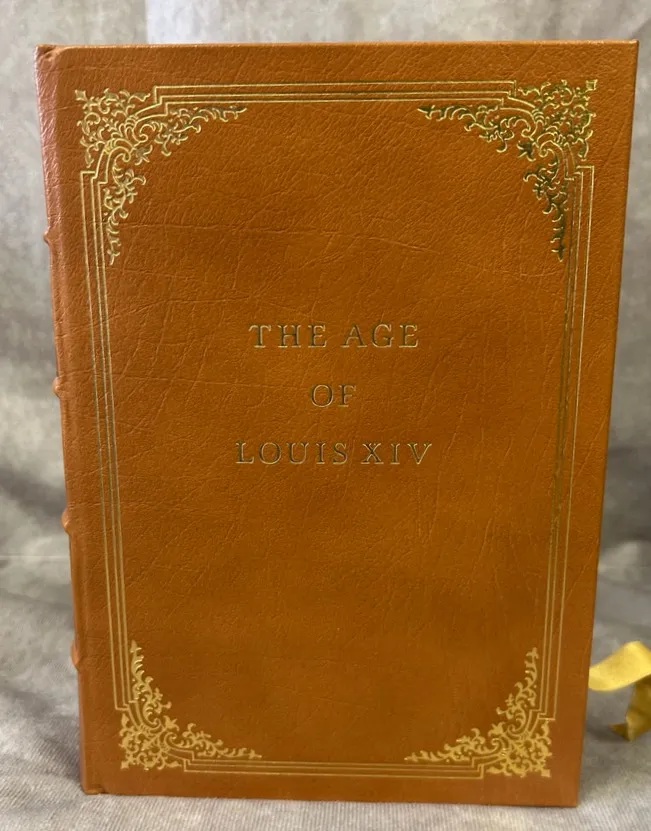 THE AGE
OF
LOUIS XIV